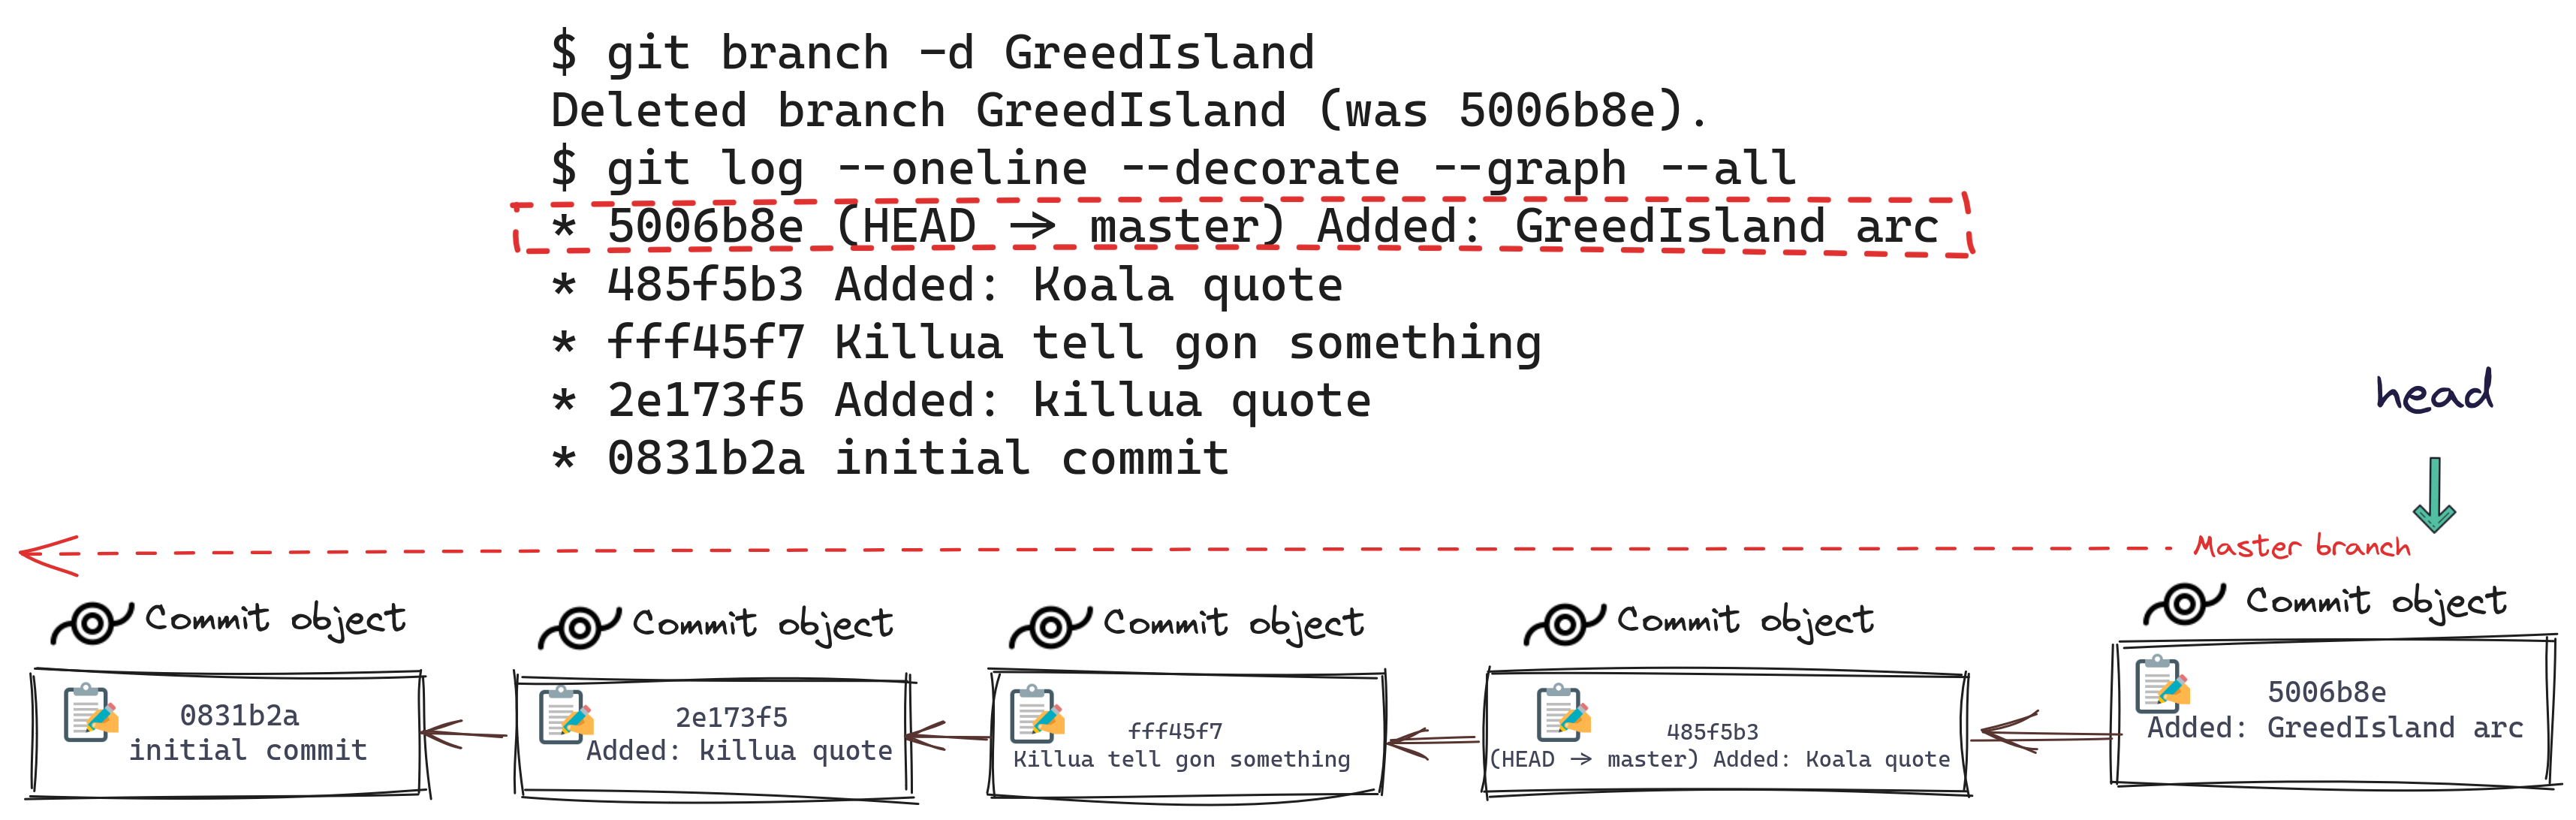 $ git branch -d GreedIsland
Deleted branch GreedIsland (was 5006b8e).
$ git log --oneline --decorate --graph --all
* 5006b8e (HEAD -> master) Added: GreedIsland arc
* 485f5b3 Added: Koala quote
* fff45f7 Killua tell gon something
* 2e173f5 Added: killua quote
* 0831b2a initial commit
head
Master branch
Commit object
0831b2a
initial commit
Commit object
2e173f5
Added: killua quote
Commit object
fff45f7
Killua tell gon something
Commit object
485f5b3
(HEAD -> master) Added: Koala quote
Commit object
5006b8e
Added: GreedIsland arc